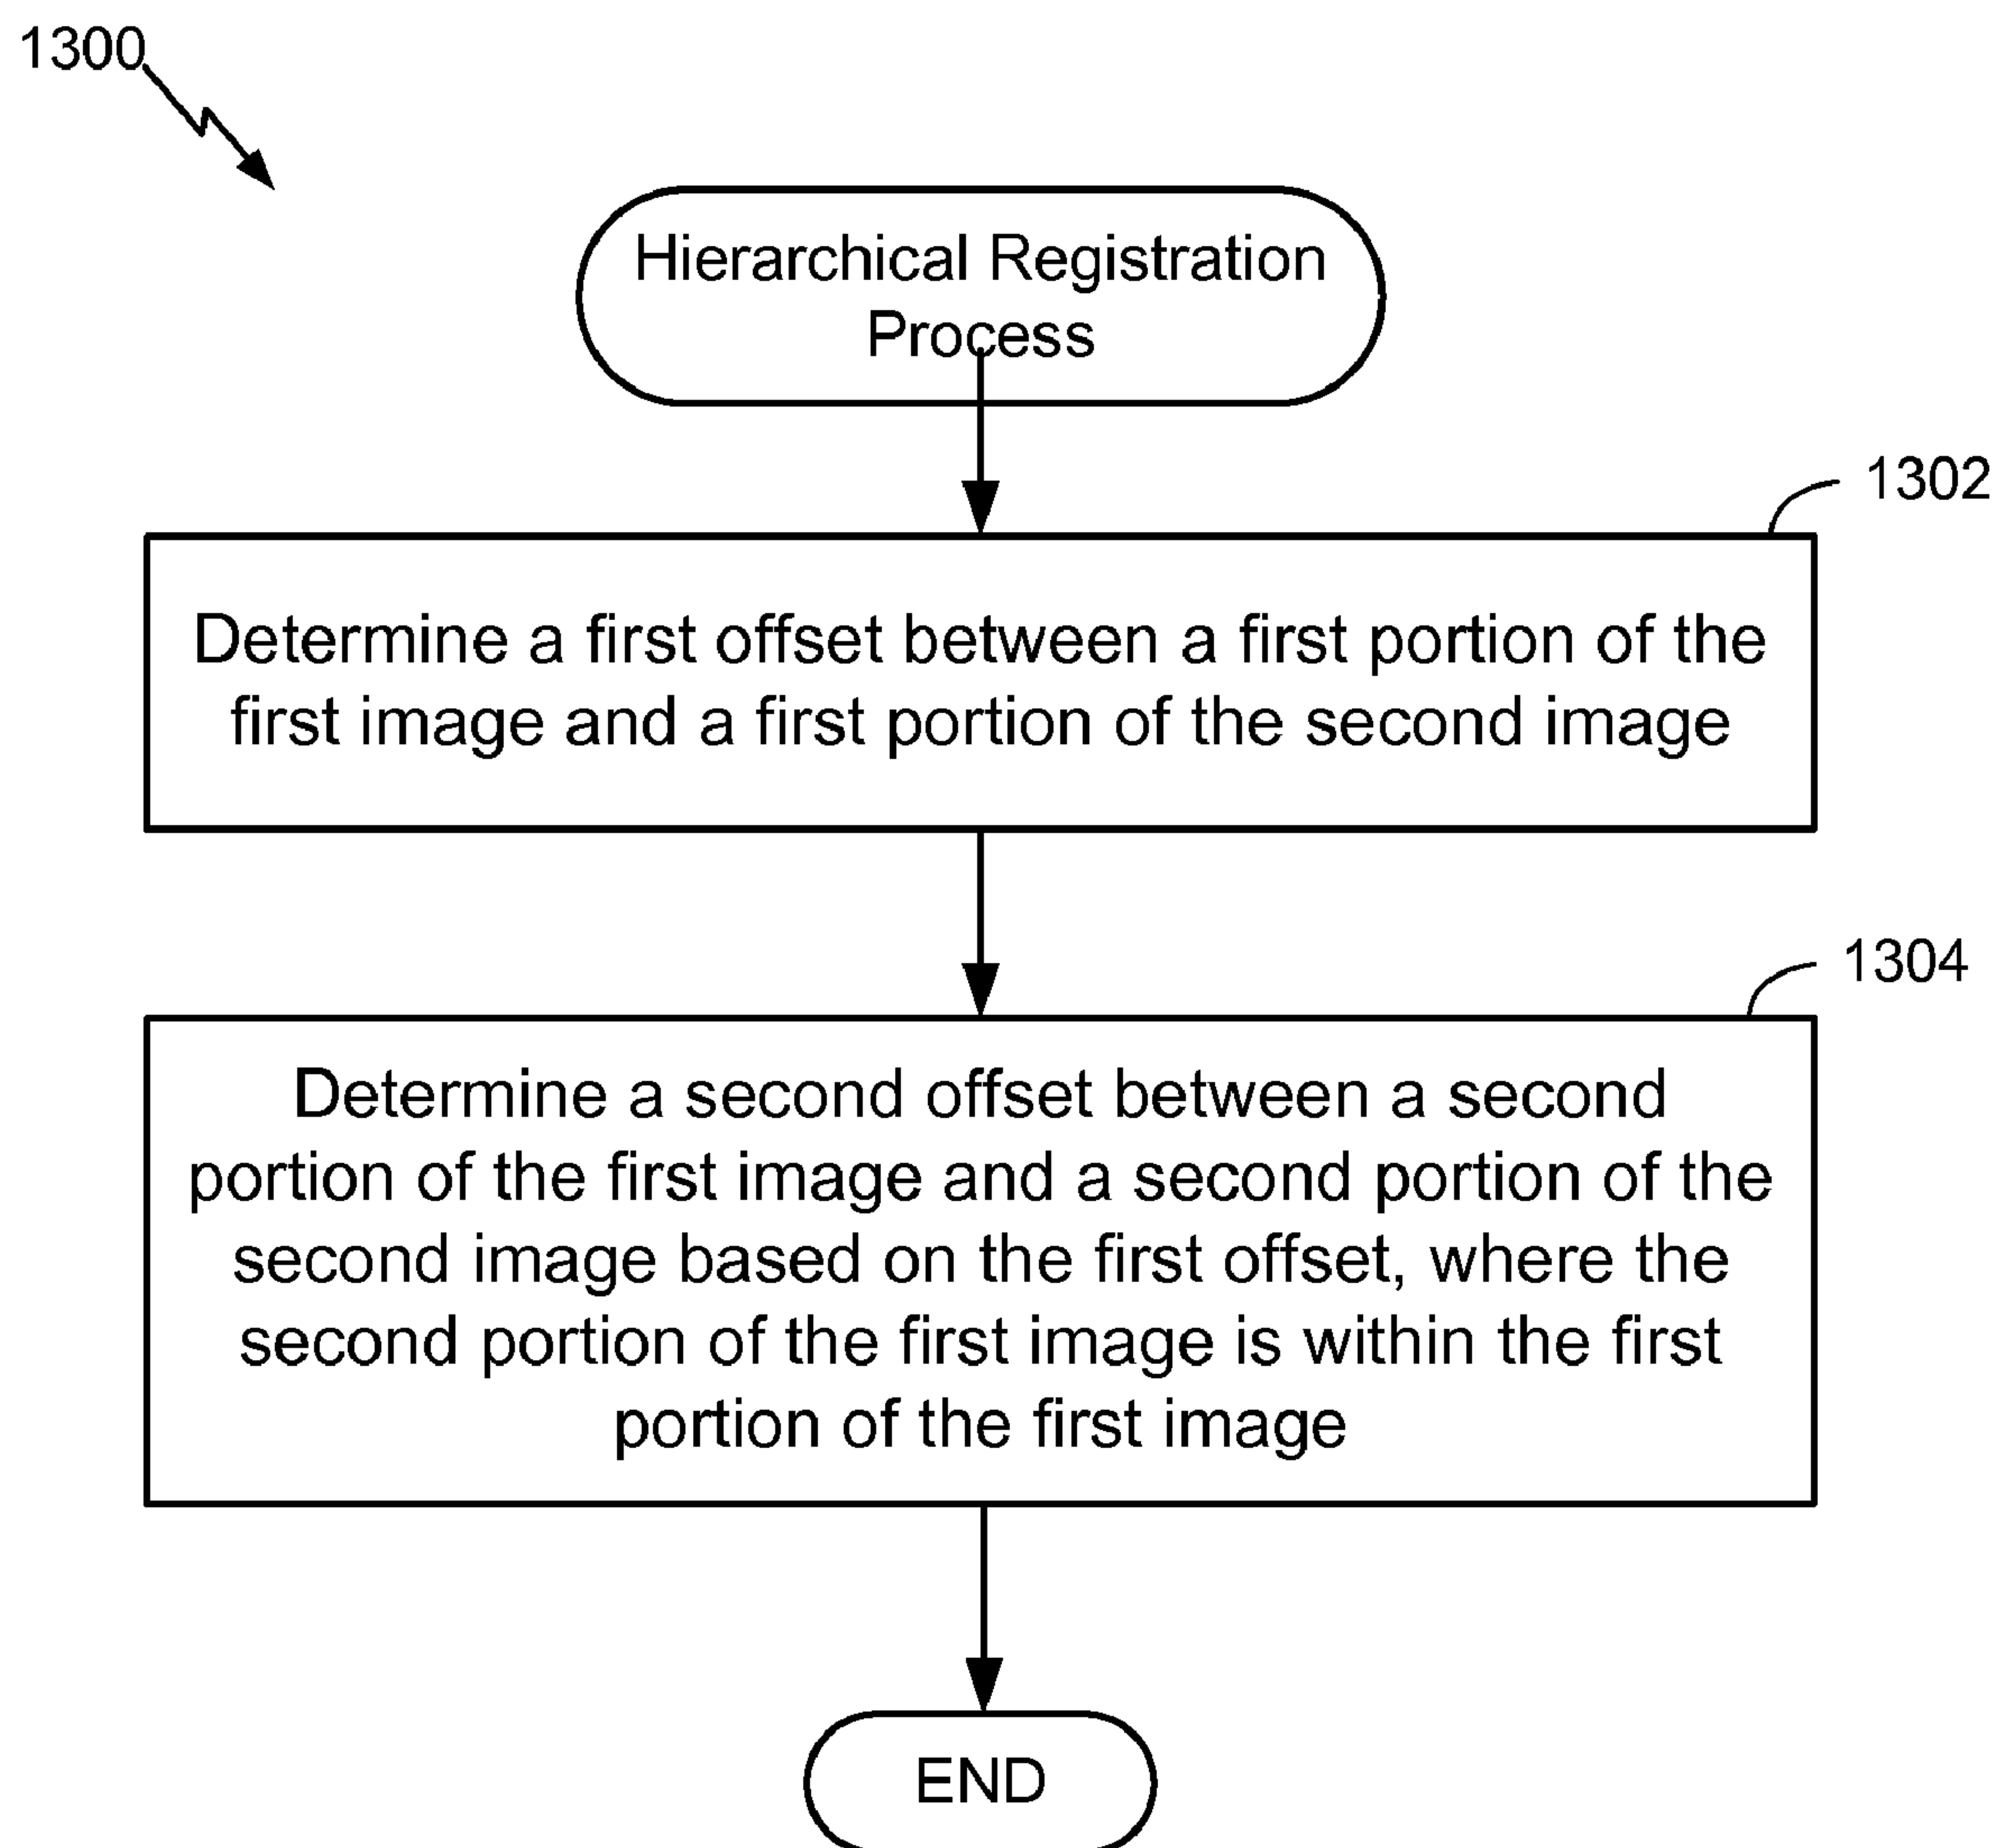 1300
Hierarchical Registration
Process
1302
Determine a first offset between a first portion of the
first image and a first portion of the second image
1304
Determine a second offset between a second
portion of the first image and a second portion of the
second image based on the first offset, where the
second portion of the first image is within the first
portion of the first image
END